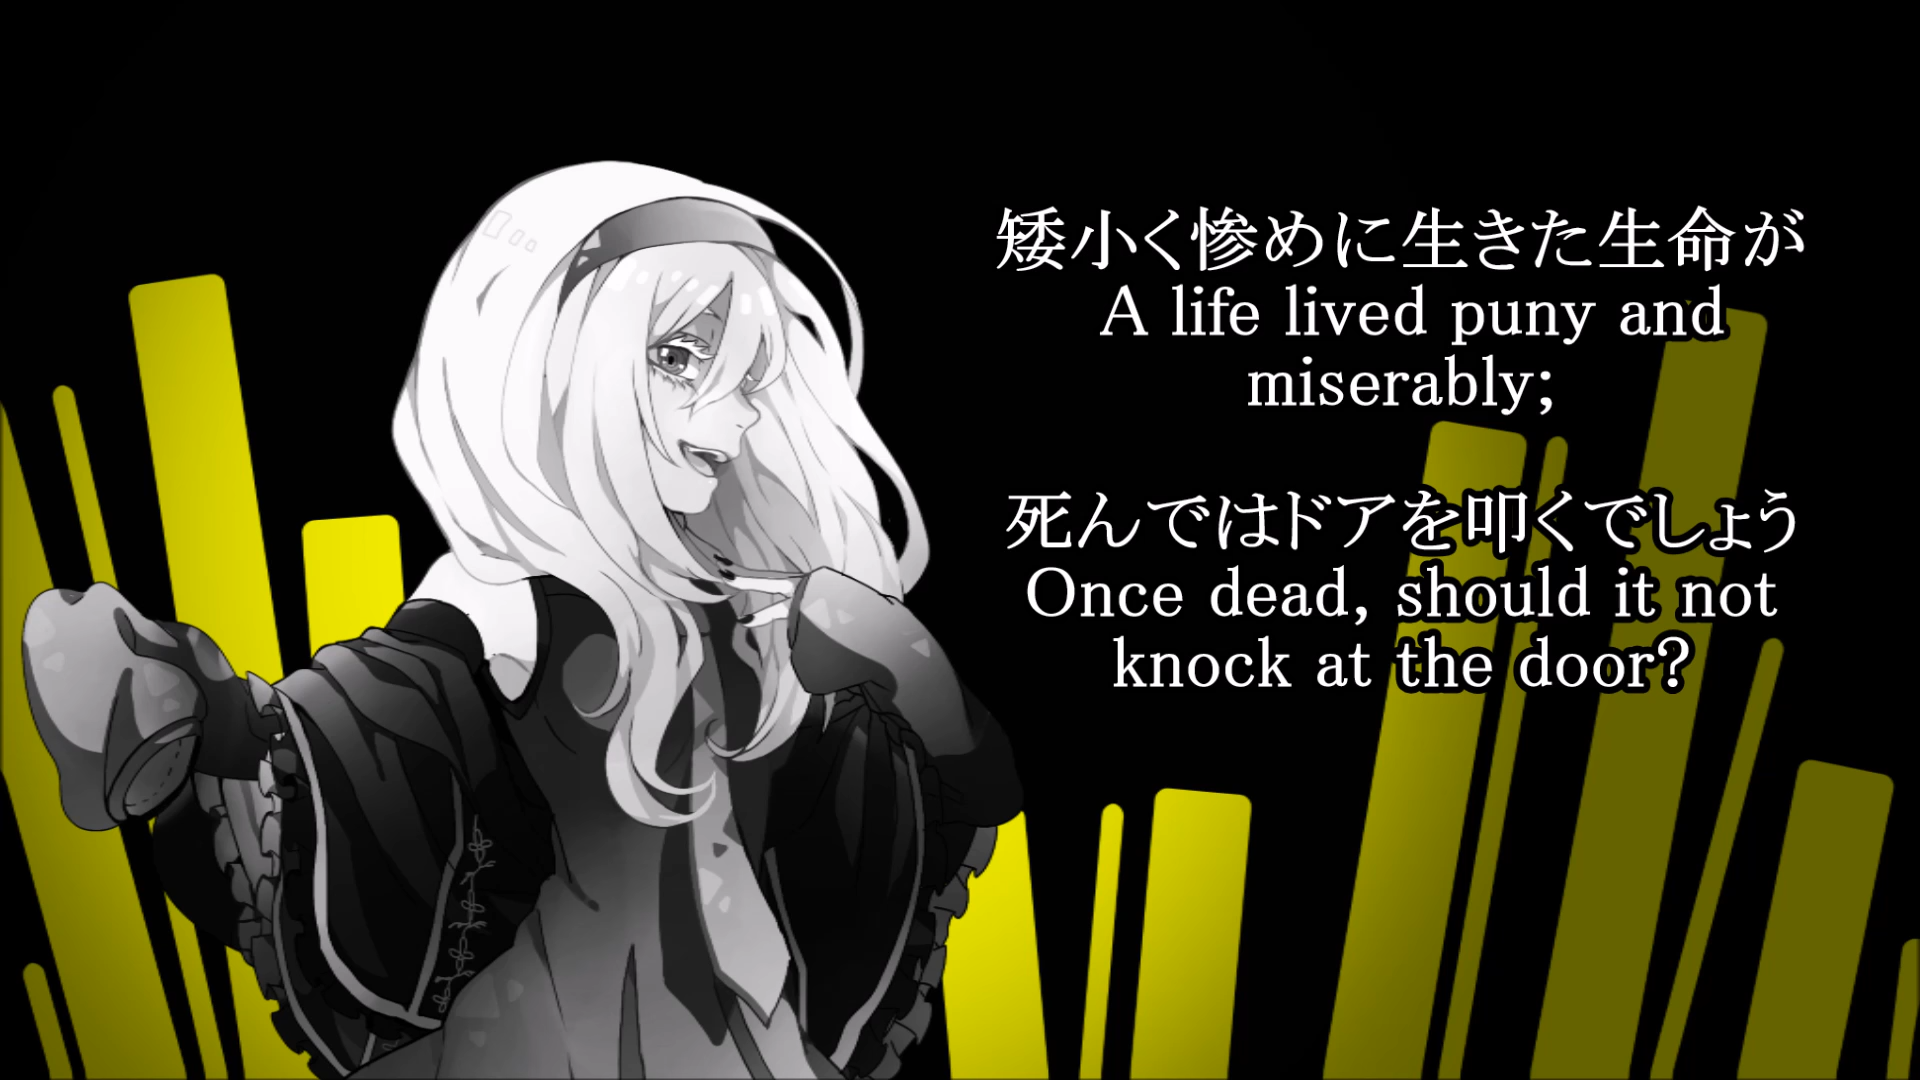 矮小く惨めに生きた生命が
A life lived puny and
miserably;
死んではドアを叩くでしょう
Once dead, should it not
knock at the door?